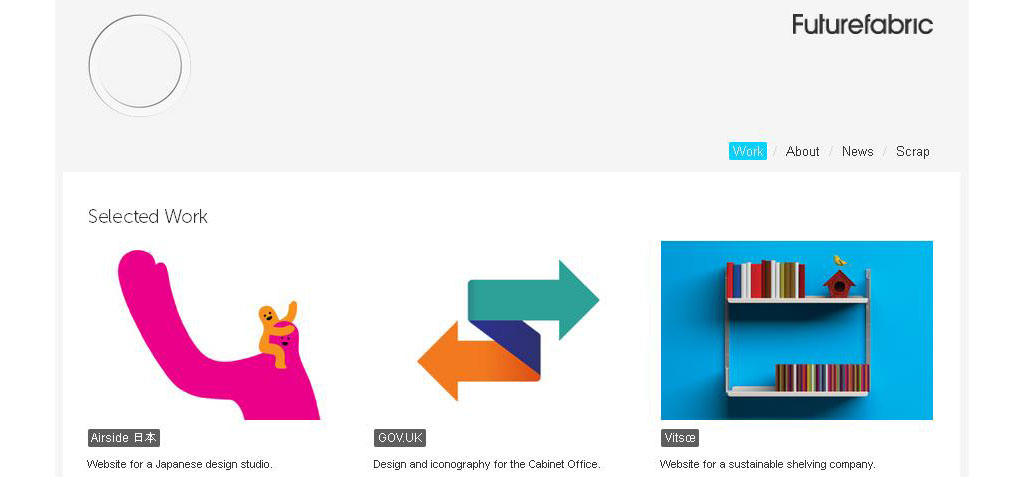 Futurefabric
Work / About / News / Scrap
Selected Work
Airside 日本
GOV.UK
Vitsœ
Website for a Japanese design studio.
Design and iconography for the Cabinet Office.
Website for a sustainable shelving company.